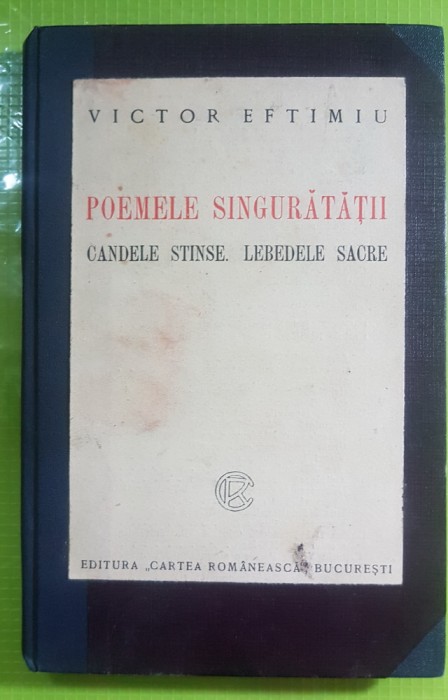 VICTOR EFTIMIU
POEMELE SINGURĂTĂȚII
CANDELE STINSE. LEBEDELE SACRE
CR
EDITURA „CARTEA ROMÂNEASCĂ” BUCUREȘTI